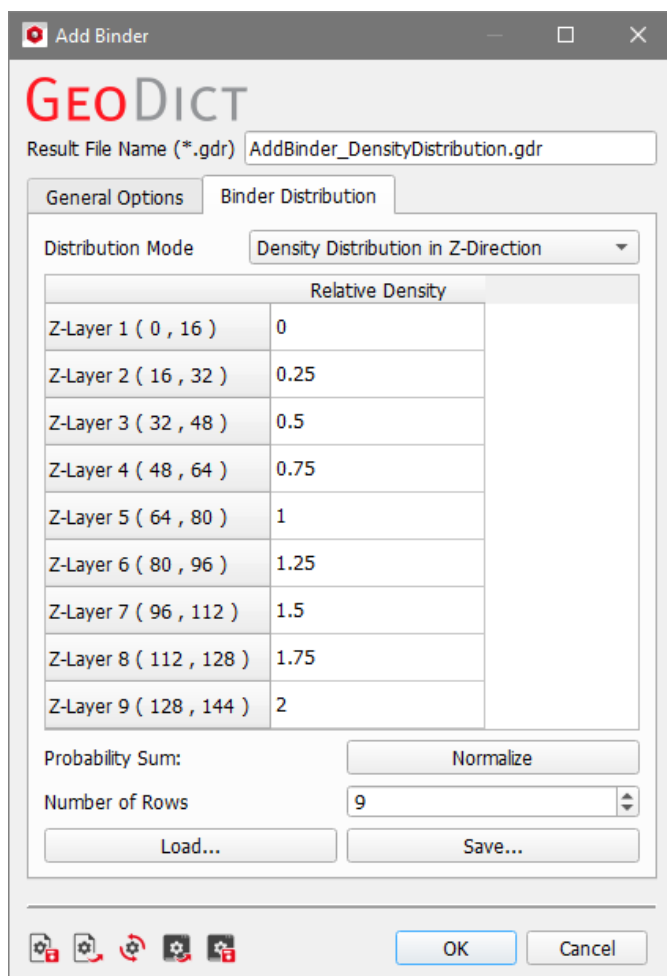 Add Binder
GEODICT
Result File Name (*.gdr) AddBinder_DensityDistribution.gdr
General Options Binder Distribution
Distribution Mode Density Distribution in Z-Direction
Relative Density
Z-Layer 1 ( 0 , 16 ) 0
Z-Layer 2 ( 16 , 32 ) 0.25
Z-Layer 3 ( 32 , 48 ) 0.5
Z-Layer 4 ( 48 , 64 ) 0.75
Z-Layer 5 ( 64 , 80 ) 1
Z-Layer 6 ( 80 , 96 ) 1.25
Z-Layer 7 ( 96 , 112 ) 1.5
Z-Layer 8 ( 112 , 128 ) 1.75
Z-Layer 9 ( 128 , 144 ) 2
Probability Sum: Normalize
Number of Rows 9
Load... Save...
OK Cancel